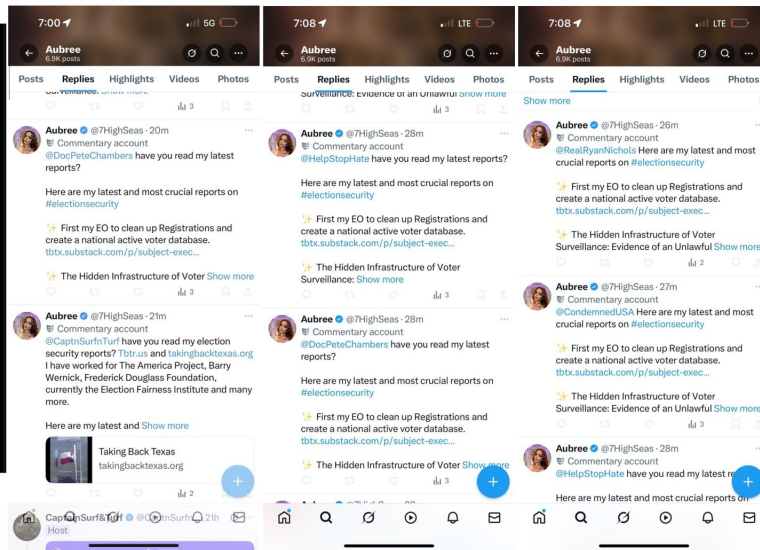 7:00
5G
Aubree
6.9K posts
Posts Replies Highlights Videos Photos
Surveillance: Show more
3
Aubree @7HighSeas · 20m
Commentary account
@DocPeteChambers have you read my latest
reports?
Here are my latest and most crucial reports on
#electionsecurity
✨ First my EO to clean up Registrations and
create a national active voter database.
tbtx.substack.com/p/subject-exec...
✨ The Hidden Infrastructure of Voter Show more
3
Aubree @7HighSeas · 21m
Commentary account
@CaptnSurfnTurf have you read my election
security reports? Tbtr.us and takingbacktexas.org
I have worked for The America Project, Barry
Wernick, Frederick Douglass Foundation,
currently the Election Fairness Institute and many
more.
Here are my latest and Show more
Taking Back Texas
takingbacktexas.org
2
21h
Host
7:08
LTE
Aubree
6.9K posts
Posts Replies Highlights Videos Photos
Surveillance: Evidence of an Unlawful Show more
3
Aubree @7HighSeas · 28m
Commentary account
@HelpStopHate have you read my latest reports?
Here are my latest and most crucial reports on
#electionsecurity
✨ First my EO to clean up Registrations and
create a national active voter database.
tbtx.substack.com/p/subject-exec...
✨ The Hidden Infrastructure of Voter
Surveillance: Show more
3
Aubree @7HighSeas · 28m
Commentary account
@DocPeteChambers have you read my latest
reports?
Here are my latest and most crucial reports on
#electionsecurity
✨ First my EO to clean up Registrations and
create a national active voter database.
tbtx.substack.com/p/subject-exec...
✨ The Hidden Infrastructure of Voter Show more
3
7:08
LTE
Aubree
6.9K posts
Posts Replies Highlights Videos Photos
Show more
Aubree @7HighSeas · 26m
Commentary account
@RealRyanNichols Here are my latest and most
crucial reports on #electionsecurity
✨ First my EO to clean up Registrations and
create a national active voter database.
tbtx.substack.com/p/subject-exec...
✨ The Hidden Infrastructure of Voter
Surveillance: Evidence of an Unlawful Show more
2
Aubree @7HighSeas · 27m
Commentary account
@CondemnedUSA Here are my latest and most
crucial reports on #electionsecurity
✨ First my EO to clean up Registrations and
create a national active voter database.
tbtx.substack.com/p/subject-exec...
✨ The Hidden Infrastructure of Voter
Surveillance: Evidence of an Unlawful Show more
3
Aubree @7HighSeas · 28m
Commentary account
@HelpStopHate have you read my latest
Here are my latest and most crucial reports on